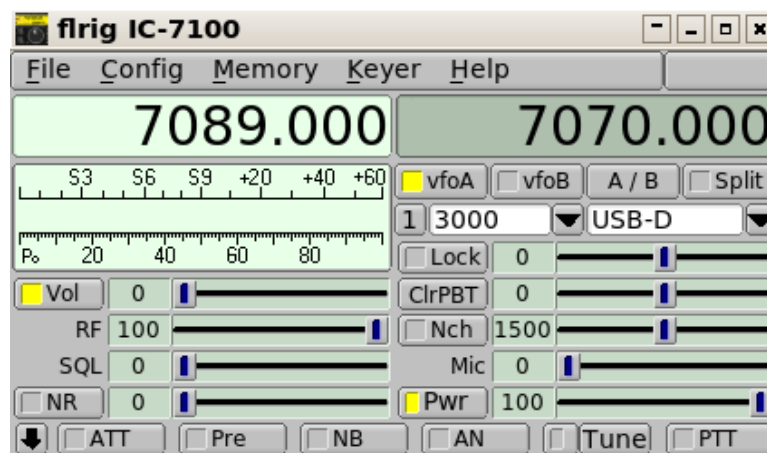 flrig IC-7100
File Config Memory Keyer Help
7089.000 7070.000
S3 S6 S9 +20 +40 +60
vfoA vfoB A / B Split
1 3000 USB-D
Po 20 40 60 80
Lock 0
Vol 0 ClrPBT 0
RF 100 Nch 1500
SQL 0 Mic 0
NR 0 Pwr 100
ATT Pre NB AN Tune PTT